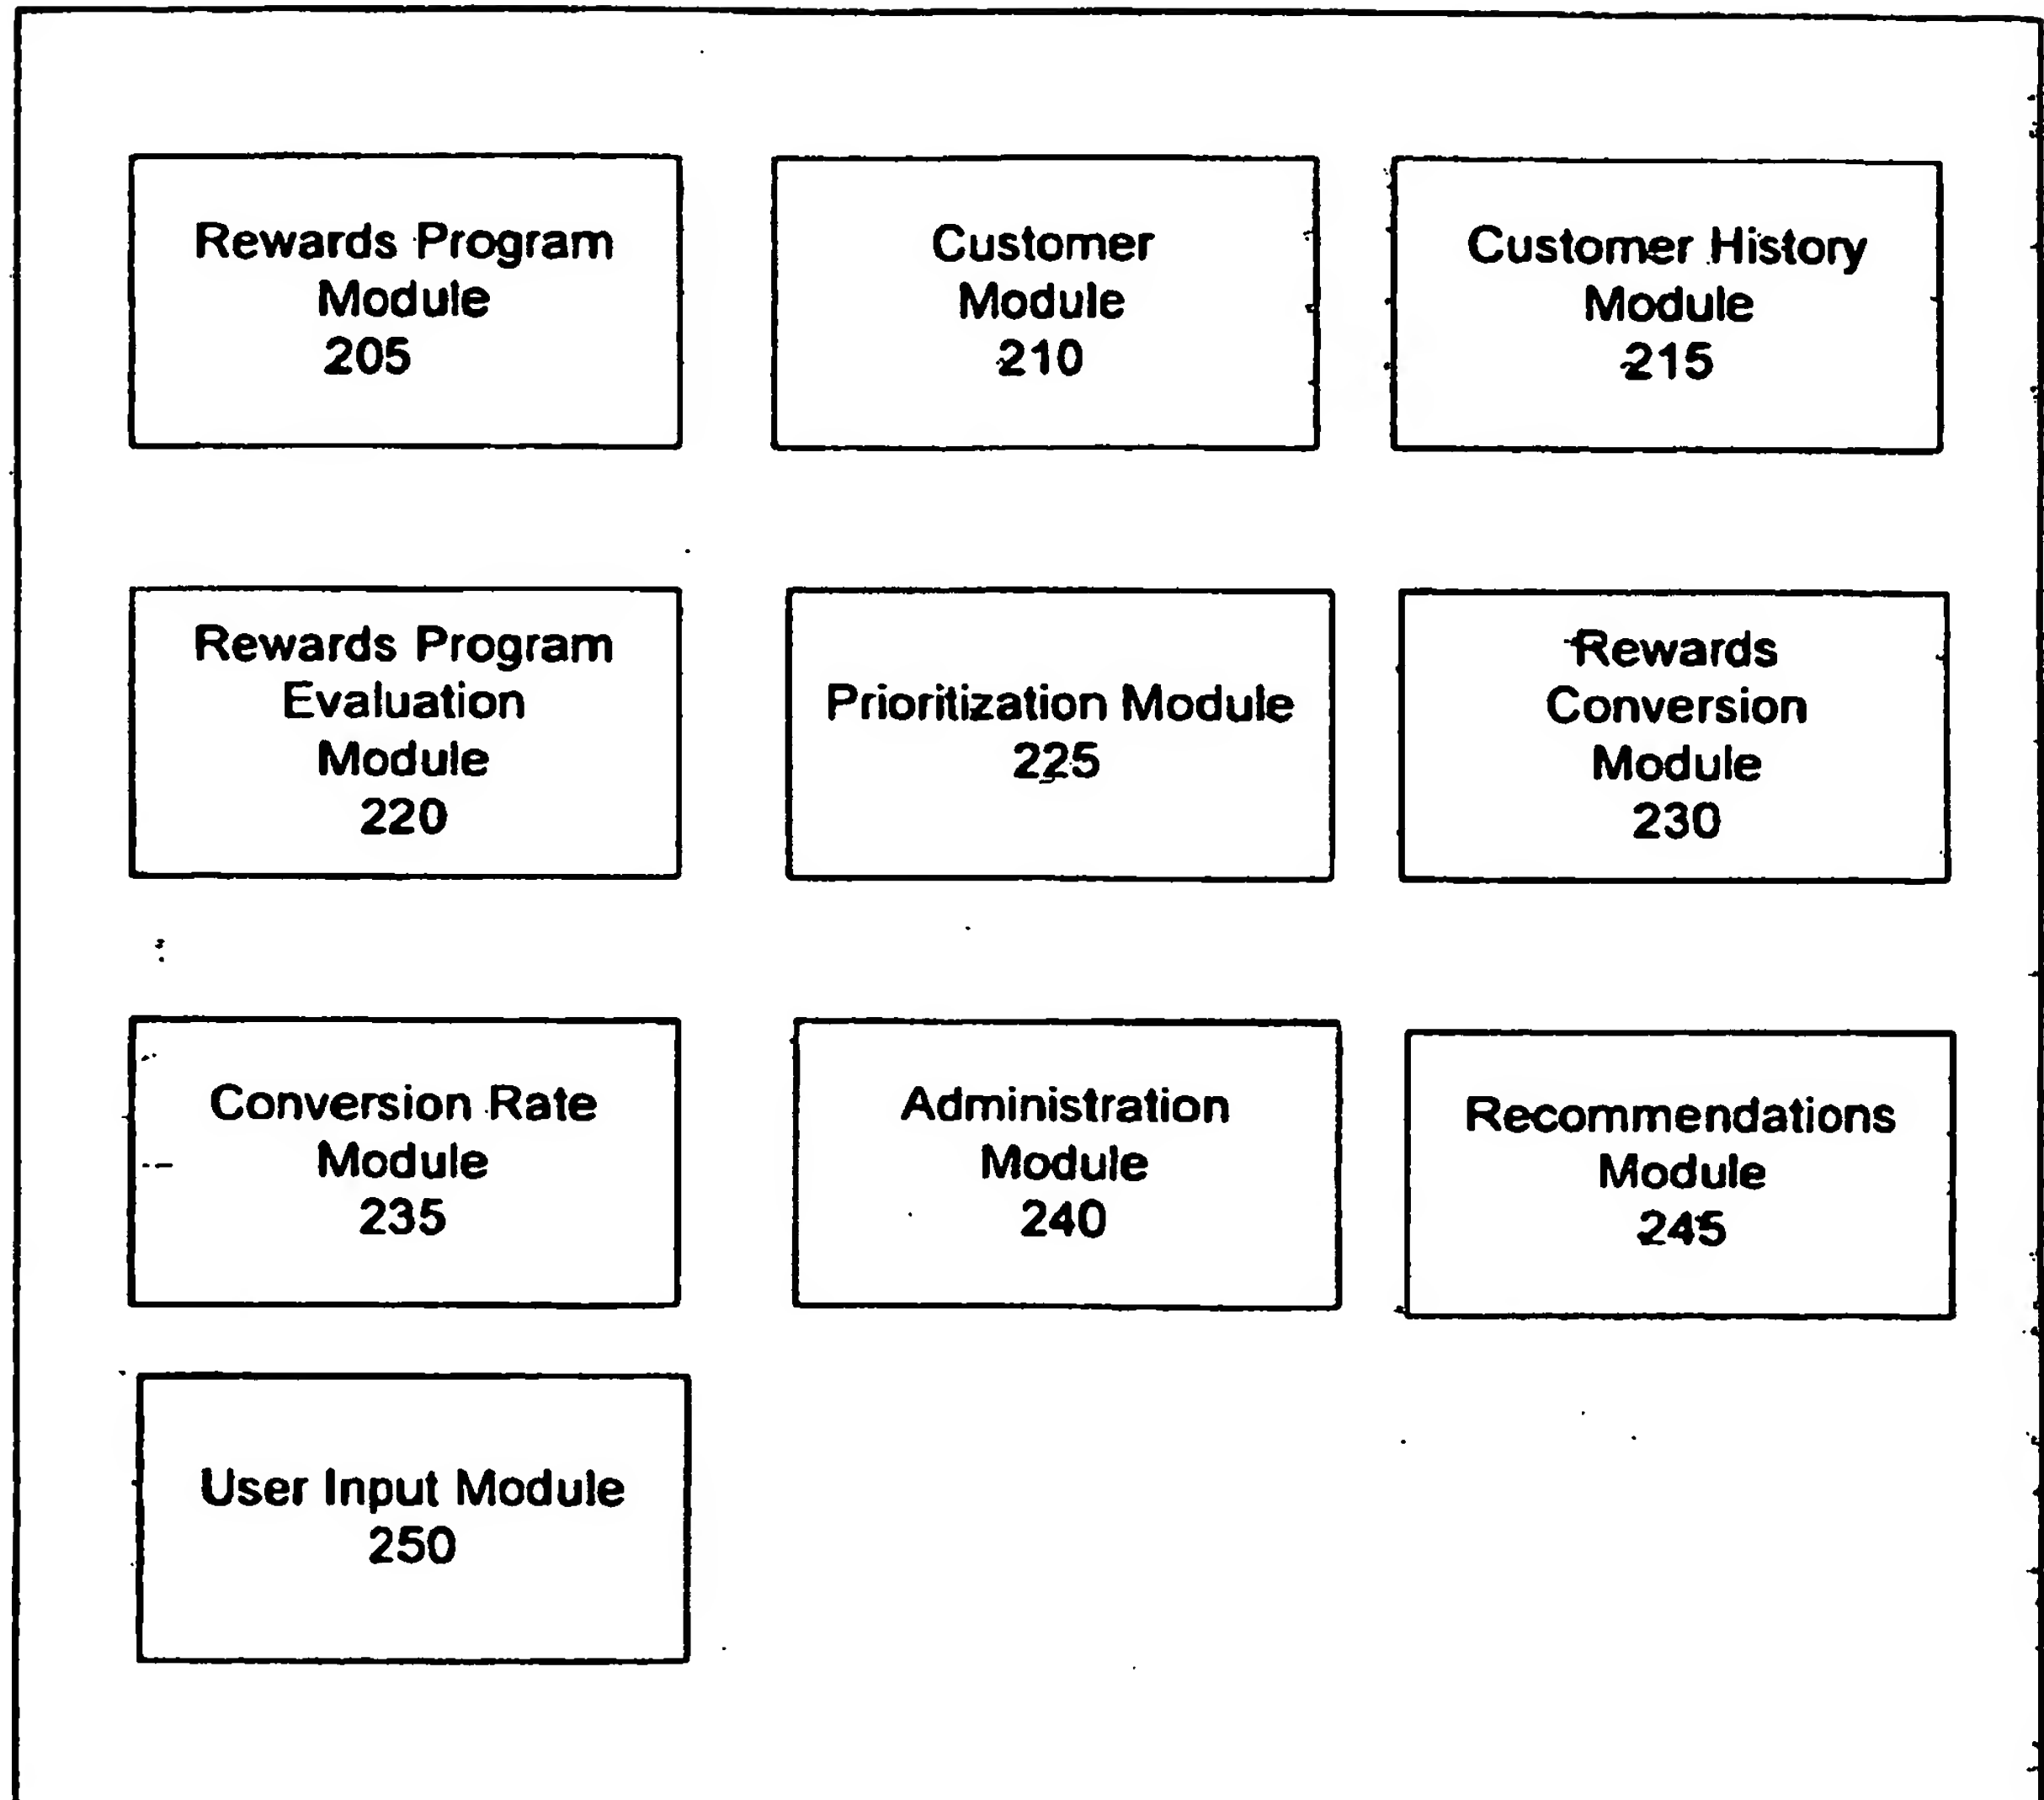 Rewards Program
Module
205
Customer
Module
210
Customer History
Module
215
Rewards Program
Evaluation
Module
220
Prioritization Module
225
Rewards
Conversion
Module
230
Conversion Rate
Module
235
Administration
Module
240
Recommendations
Module
245
User Input Module
250